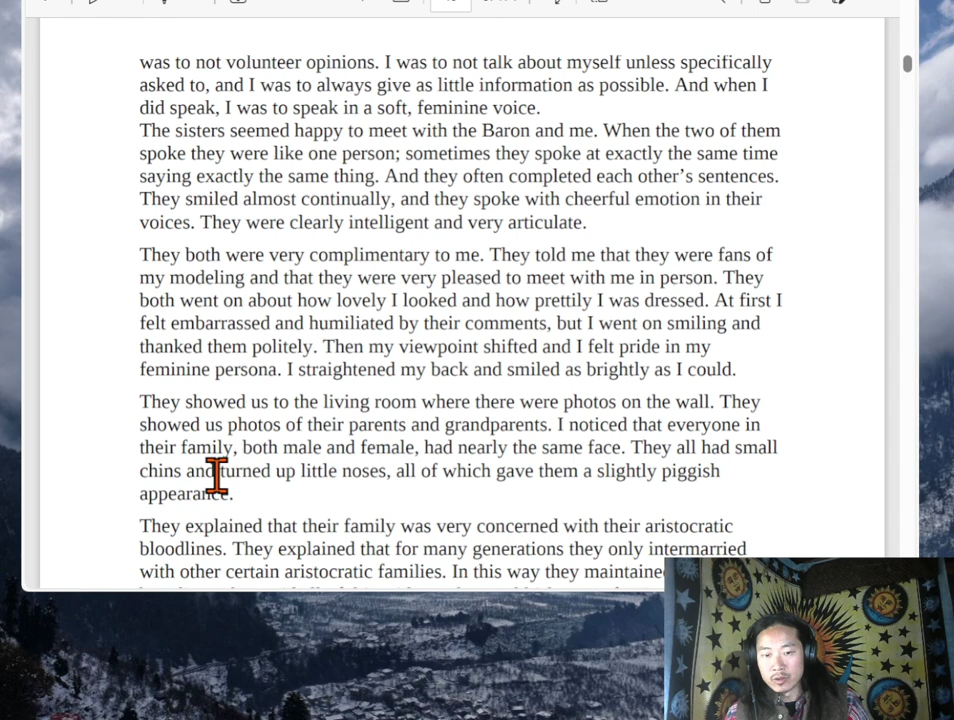 was to not volunteer opinions. I was to not talk about myself unless specifically
asked to, and I was to always give as little information as possible. And when I
did speak, I was to speak in a soft, feminine voice.
The sisters seemed happy to meet with the Baron and me. When the two of them
spoke they were like one person; sometimes they spoke at exactly the same time
saying exactly the same thing. And they often completed each other’s sentences.
They smiled almost continually, and they spoke with cheerful emotion in their
voices. They were clearly intelligent and very articulate.
They both were very complimentary to me. They told me that they were fans of
my modeling and that they were very pleased to meet with me in person. They
both went on about how lovely I looked and how prettily I was dressed. At first I
felt embarrassed and humiliated by their comments, but I went on smiling and
thanked them politely. Then my viewpoint shifted and I felt pride in my
feminine persona. I straightened my back and smiled as brightly as I could.
They showed us to the living room where there were photos on the wall. They
showed us photos of their parents and grandparents. I noticed that everyone in
their family, both male and female, had nearly the same face. They all had small
chins and turned up little noses, all of which gave them a slightly piggish
appearance.
They explained that their family was very concerned with their aristocratic
bloodlines. They explained that for many generations they only intermarried
with other certain aristocratic families. In this way they maintained